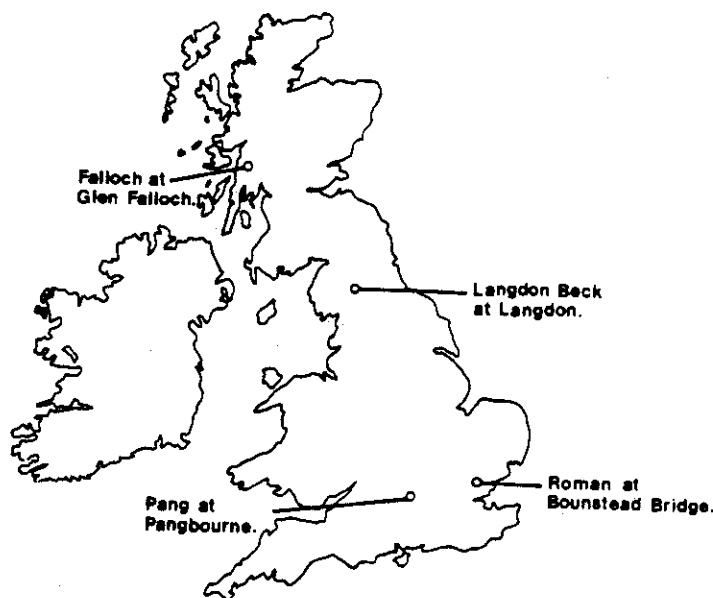 Falloch at
Glen Falloch.
Langdon Beck
at Langdon.
Roman at
Bounstead Bridge.
Pang at
Pangbourne.